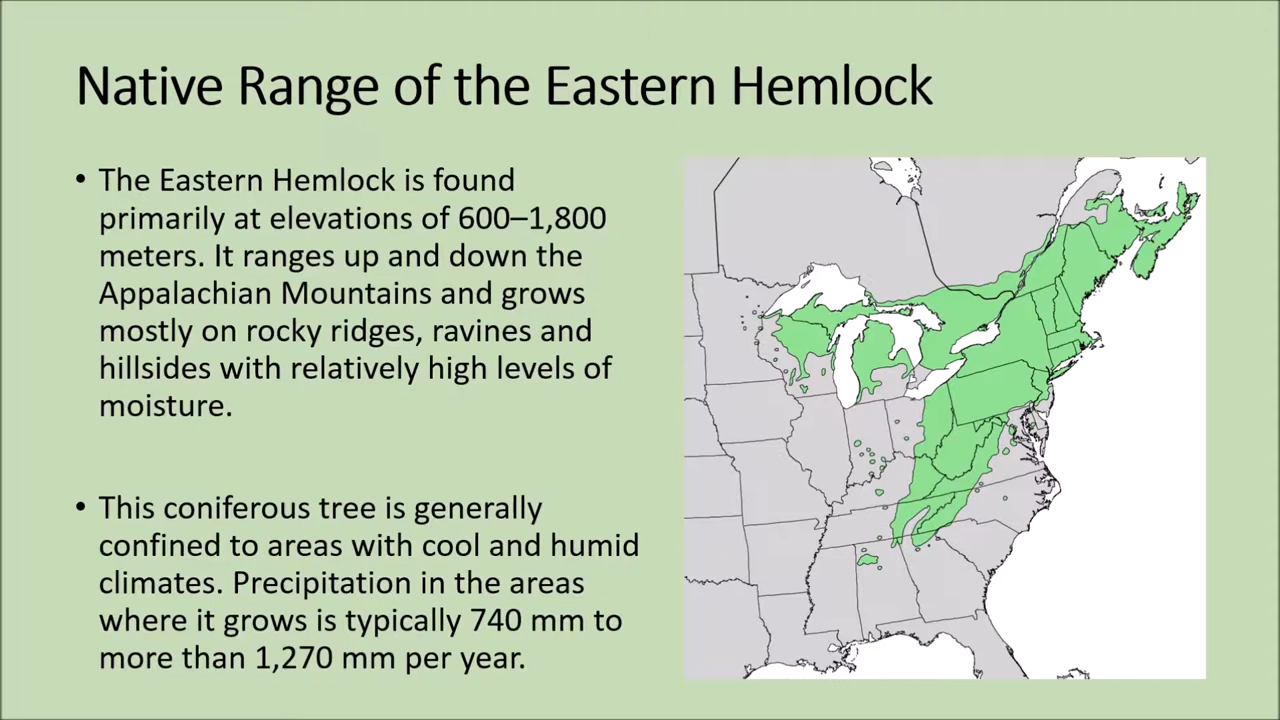 Native Range of the Eastern Hemlock
• The Eastern Hemlock is found
primarily at elevations of 600–1,800
meters. It ranges up and down the
Appalachian Mountains and grows
mostly on rocky ridges, ravines and
hillsides with relatively high levels of
moisture.
• This coniferous tree is generally
confined to areas with cool and humid
climates. Precipitation in the areas
where it grows is typically 740 mm to
more than 1,270 mm per year.